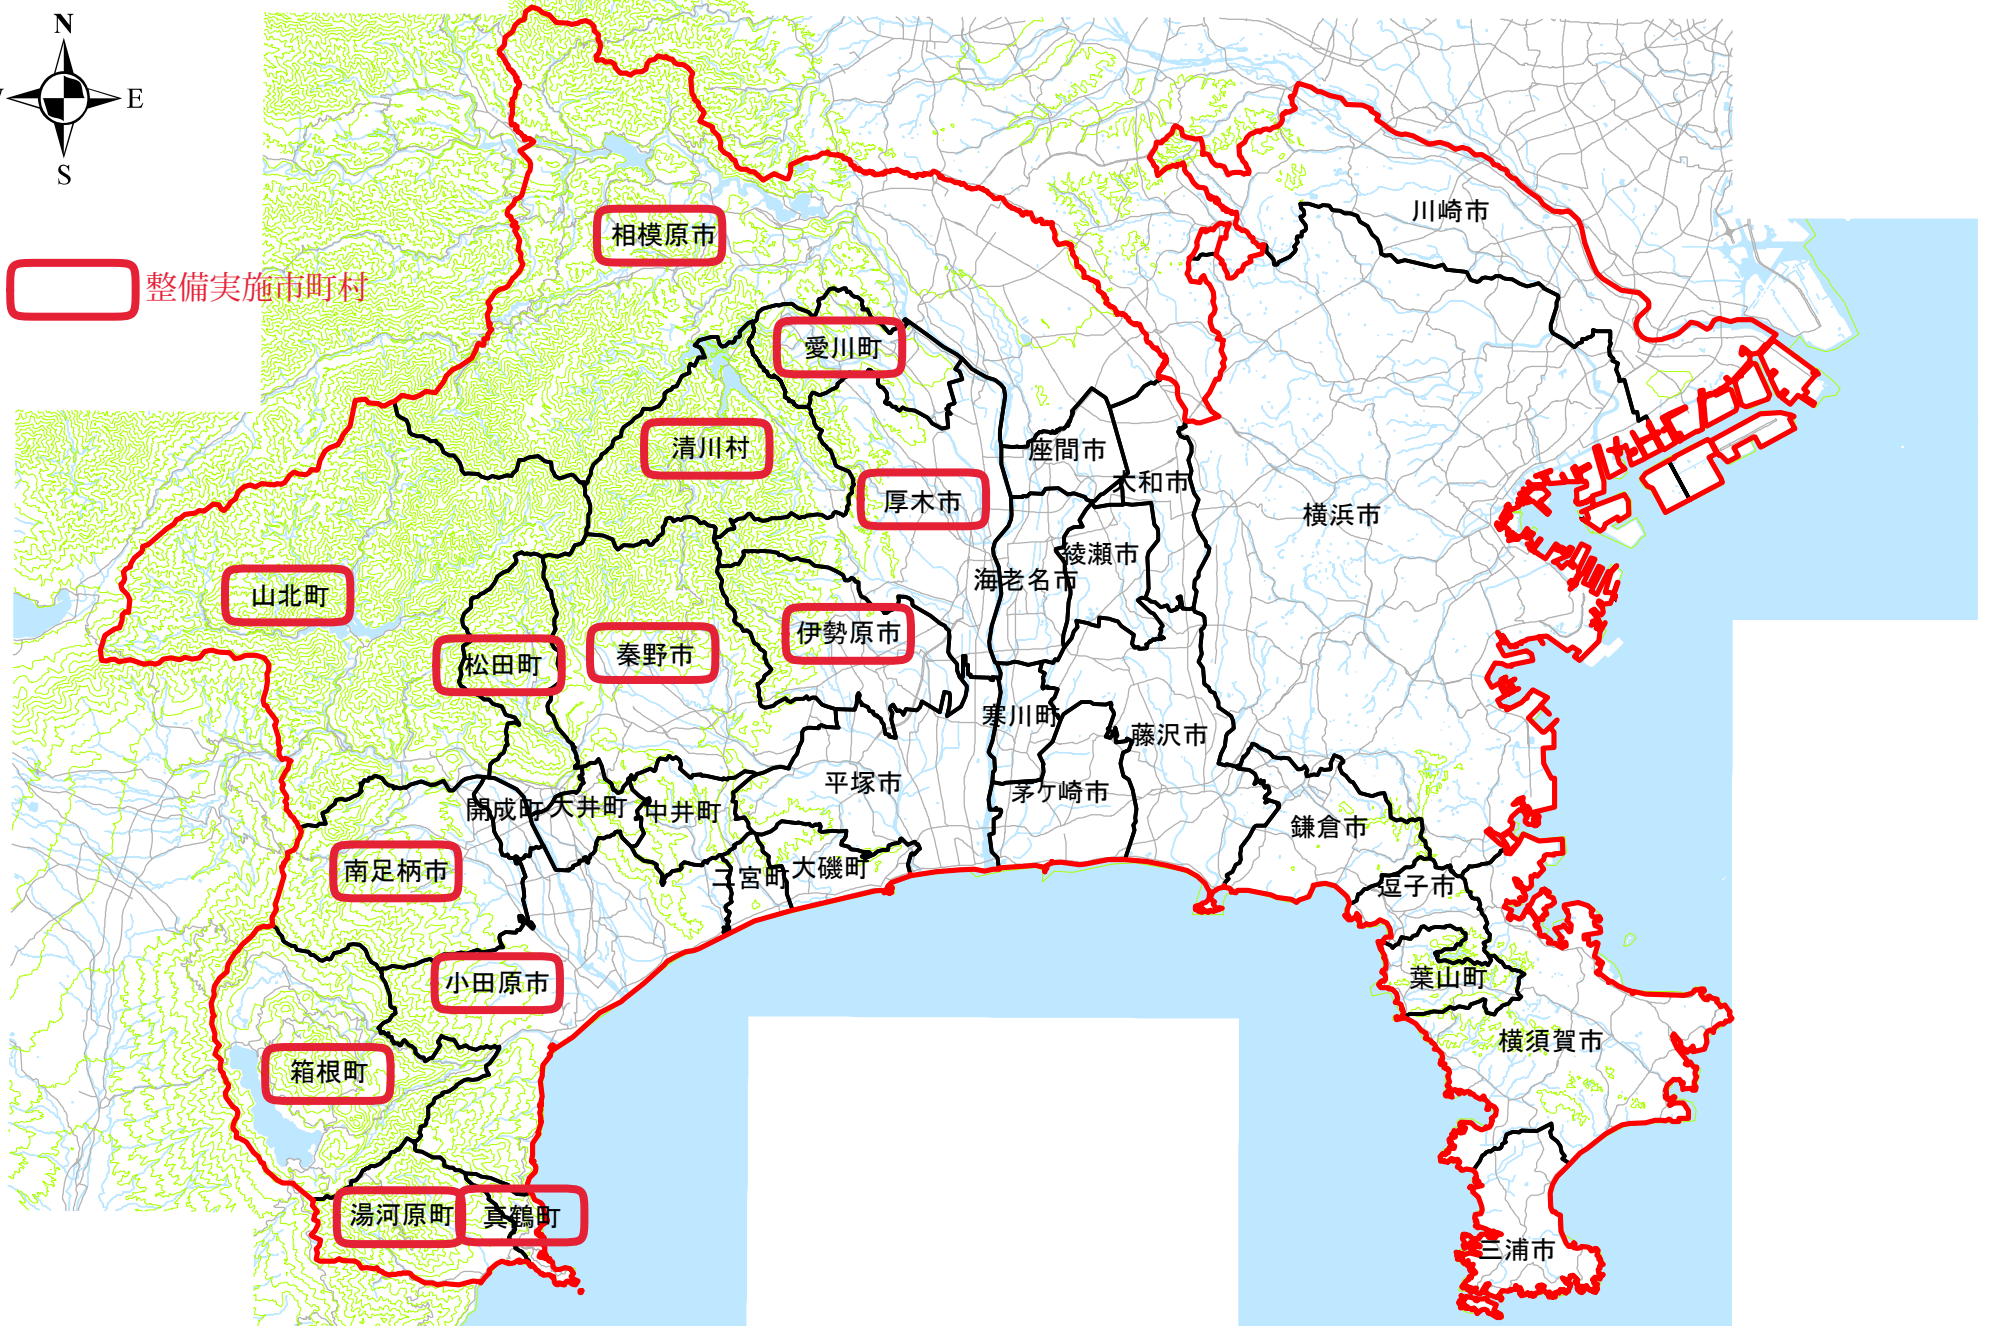 N
E
S
整備実施市町村
川崎市
相模原市
愛川町
清川村
座間市
大和市
厚木市
横浜市
綾瀬市
海老名市
山北町
伊勢原市
秦野市
松田町
寒川町
藤沢市
平塚市
茅ケ崎市
開成町
大井町
中井町
鎌倉市
南足柄市
二宮町
大磯町
逗子市
小田原市
葉山町
横須賀市
箱根町
湯河原町
真鶴町
三浦市